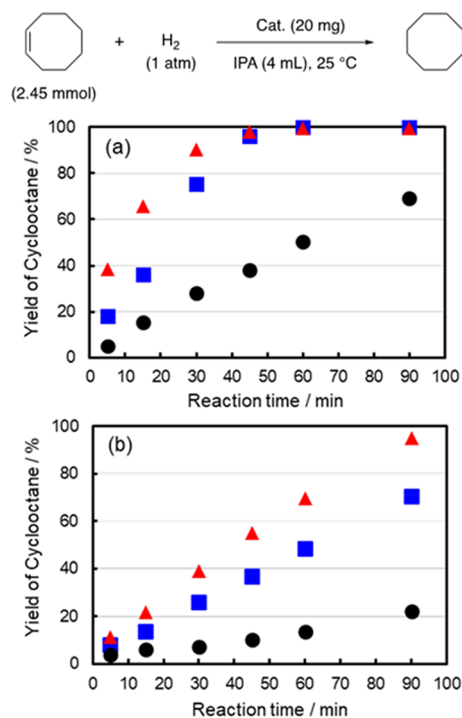 + H₂ Cat. (20 mg)
(1 atm) IPA (4 mL), 25 °C
(2.45 mmol)
(a)
Yield of Cyclooctane / %
100
80
60
40
20
0
0 10 20 30 40 50 60 70 80 90 100
Reaction time / min
(b)
Yield of Cyclooctane / %
100
80
60
40
20
0
0 10 20 30 40 50 60 70 80 90 100
Reaction time / min